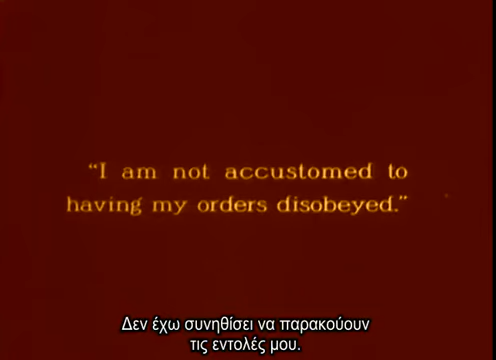 “I am not accustomed to
having my orders disobeyed.”
Δεν έχω συνηθίσει να παρακούουν
τις εντολές μου.